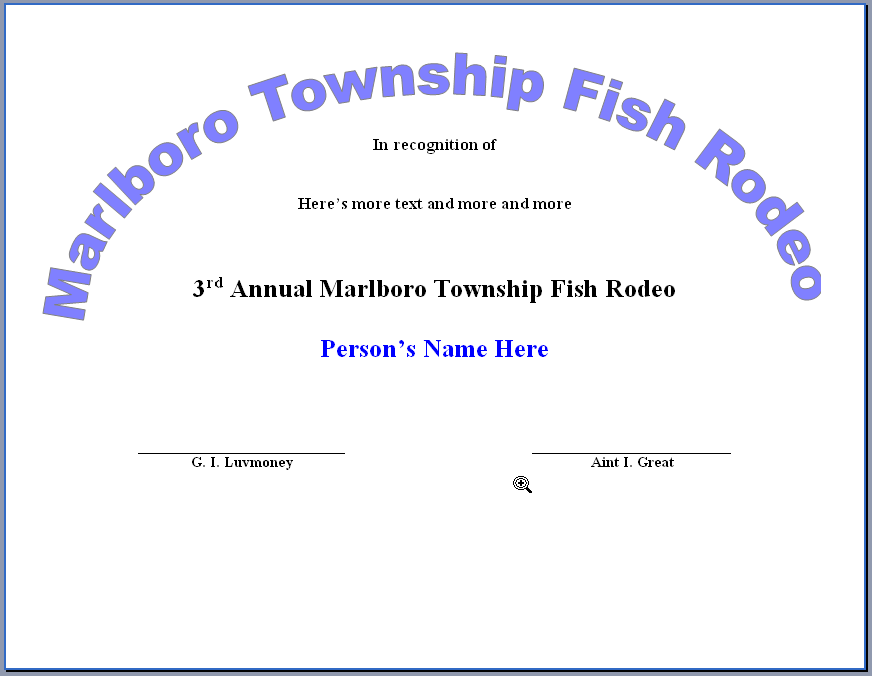 Marlboro Township Fish Rodeo
In recognition of
Here’s more text and more and more
3rd Annual Marlboro Township Fish Rodeo
Person’s Name Here
G. I. Luvmoney
Aint I. Great